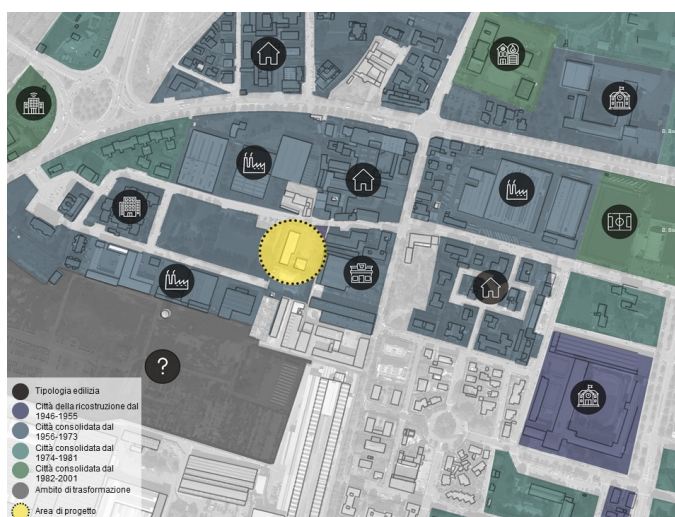 ?
Tipologia edilizia
Città della ricostruzione dal
1946-1955
Città consolidata dal
1956-1973
Città consolidata dal
1974-1981
Città consolidata dal
1982-2001
Ambito di trasformazione
Area di progetto